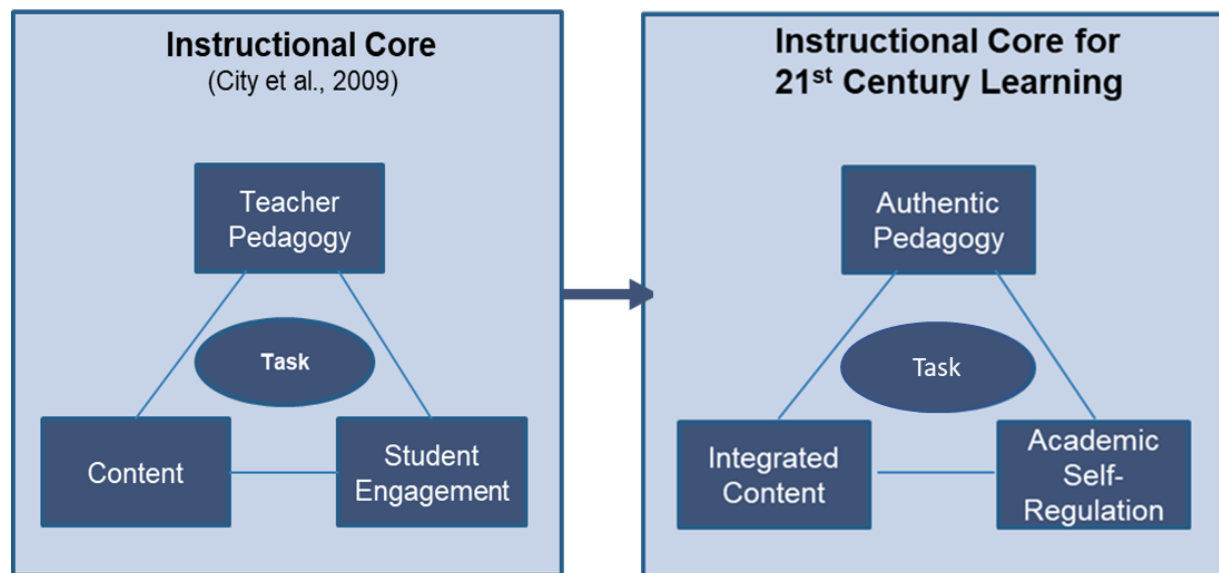 Instructional Core
(City et al., 2009)
Teacher
Pedagogy
Task
Content
Student
Engagement
Instructional Core for
21st Century Learning
Authentic
Pedagogy
Task
Integrated
Content
Academic
Self-
Regulation